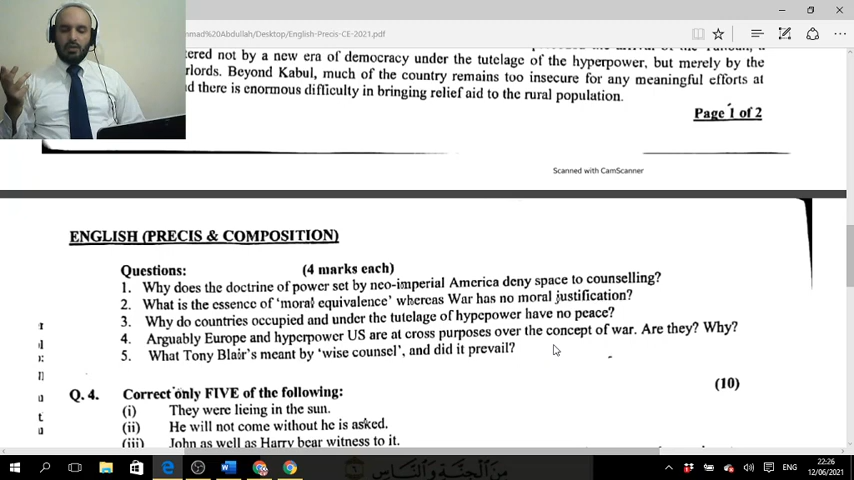 mmad%20Abdullah/Desktop/English-Precis-CE-2021.pdf
tered not by a new era of democracy under the tutelage of the hyperpower, but merely by the
rlords. Beyond Kabul, much of the country remains too insecure for any meaningful efforts at
d there is enormous difficulty in bringing relief aid to the rural population.
Page 1 of 2
Scanned with CamScanner
ENGLISH (PRECIS & COMPOSITION)
Questions: (4 marks each)
1. Why does the doctrine of power set by neo-imperial America deny space to counselling?
2. What is the essence of 'moral equivalence' whereas War has no moral justification?
3. Why do countries occupied and under the tutelage of hypepower have no peace?
4. Arguably Europe and hyperpower US are at cross purposes over the concept of war. Are they? Why?
5. What Tony Blair's meant by 'wise counsel', and did it prevail?
(10)
Q. 4. Correct only FIVE of the following:
(i) They were lieing in the sun.
(ii) He will not come without he is asked.
(iii) John as well as Harry bear witness to it.
مِنَ الْجِنَّةِ وَالنَّاسِ
ENG
22:26
12/06/2021